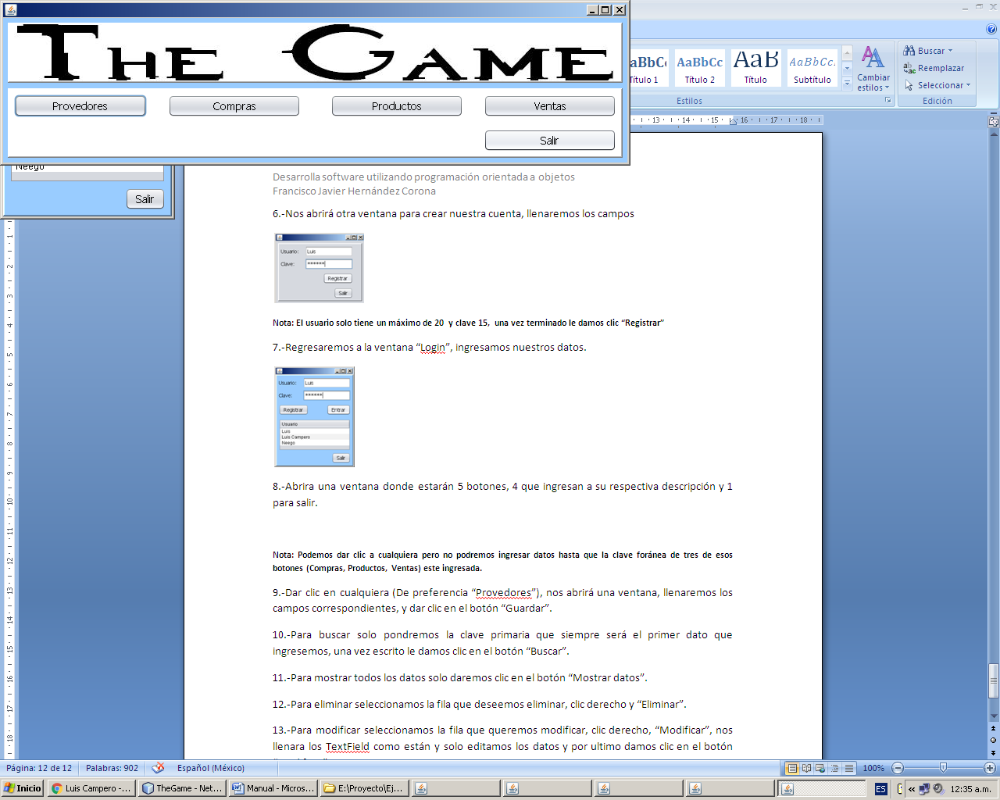 The Game
Provedores
Compras
Productos
Ventas
Salir
Neego
Salir
AaBbCc
Título 1
AaBbCc
Título 2
AaB
Título
AaBbCc.
Subtítulo
Cambiar
estilos
Estilos
Buscar
Reemplazar
Seleccionar
Edición
13 14 15 16 17 18
Desarrolla software utilizando programación orientada a objetos
Francisco Javier Hernández Corona
6.-Nos abrirá otra ventana para crear nuestra cuenta, llenaremos los campos
Usuario: Luis
Clave: ******
Registrar
Salir
Nota: El usuario solo tiene un máximo de 20 y clave 15, una vez terminado le damos clic “Registrar”
7.-Regresaremos a la ventana “Login”, ingresamos nuestros datos.
Usuario: Luis
Clave: ******
Registrar Entrar
Usuario
Luis
Luis Campero
Neego
Salir
8.-Abrira una ventana donde estarán 5 botones, 4 que ingresan a su respectiva descripción y 1
para salir.
Nota: Podemos dar clic a cualquiera pero no podremos ingresar datos hasta que la clave foránea de tres de esos
botones (Compras, Productos, Ventas) este ingresada.
9.-Dar clic en cualquiera (De preferencia “Provedores”), nos abrirá una ventana, llenaremos los
campos correspondientes, y dar clic en el botón “Guardar”.
10.-Para buscar solo pondremos la clave primaria que siempre será el primer dato que
ingresemos, una vez escrito le damos clic en el botón “Buscar”.
11.-Para mostrar todos los datos solo daremos clic en el botón “Mostrar datos”.
12.-Para eliminar seleccionamos la fila que deseemos eliminar, clic derecho y “Eliminar”.
13.-Para modificar seleccionamos la fila que queremos modificar, clic derecho, “Modificar”, nos
llenara los TextField como están y solo editamos los datos y por ultimo damos clic en el botón
Página: 12 de 12
Palabras: 902
Español (México)
100%
Inicio
Luis Campero -...
TheGame - Net...
Manual - Micros...
E:\Proyecto\Ej...
ES
12:35 a.m.